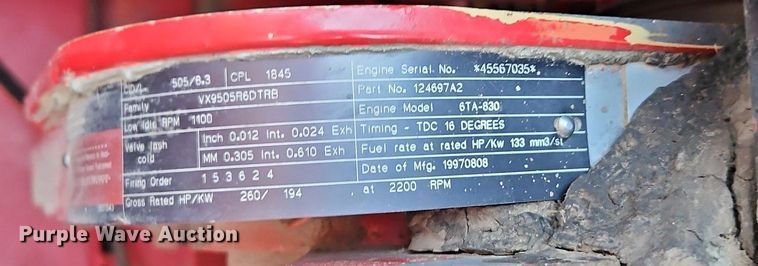 CID/L 505/8.3 CPL 1845
Family VX9505R6DTRB
Low Idle RPM 1100
Valve lash cold
Inch 0.012 Int. 0.024 Exh
MM 0.305 Int. 0.610 Exh
Firing Order 1 5 3 6 2 4
Gross Rated HP/KW 260/ 194 at 2200 RPM
Engine Serial No. *45567035*
Part No. 124697A2
Engine Model 6TA-830
Timing - TDC 16 DEGREES
Fuel rate at rated HP/Kw 133 mm3/st
Date of Mfg. 19970808
Purple Wave Auction